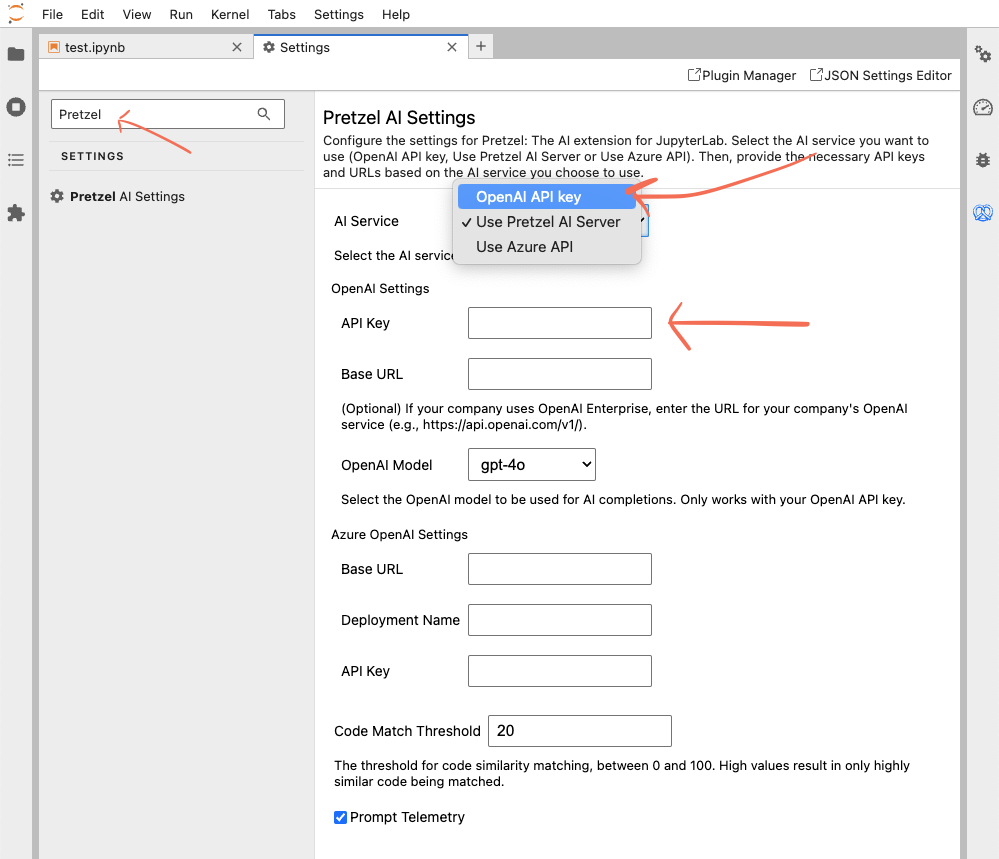 File Edit View Run Kernel Tabs Settings Help
test.ipynb
Settings
Plugin Manager JSON Settings Editor
Pretzel
SETTINGS
Pretzel AI Settings
Pretzel AI Settings
Configure the settings for Pretzel: The AI extension for JupyterLab. Select the AI service you want to
use (OpenAI API key, Use Pretzel AI Server or Use Azure API). Then, provide the necessary API keys
and URLs based on the AI service you choose to use.
AI Service
OpenAI API key
✓ Use Pretzel AI Server
Use Azure API
Select the AI service
OpenAI Settings
API Key
Base URL
(Optional) If your company uses OpenAI Enterprise, enter the URL for your company's OpenAI
service (e.g., https://api.openai.com/v1/).
OpenAI Model gpt-4o
Select the OpenAI model to be used for AI completions. Only works with your OpenAI API key.
Azure OpenAI Settings
Base URL
Deployment Name
API Key
Code Match Threshold 20
The threshold for code similarity matching, between 0 and 100. High values result in only highly
similar code being matched.
Prompt Telemetry